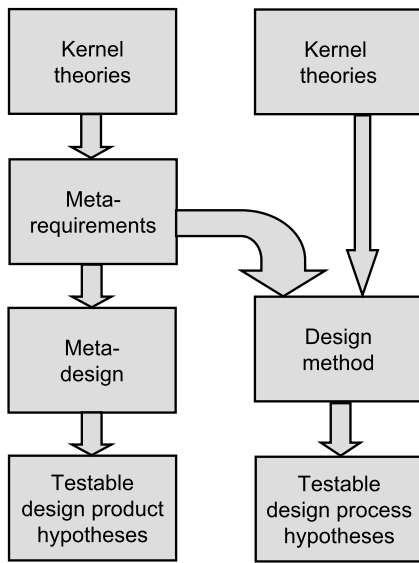 Kernel
theories
Kernel
theories
Meta-
requirements
Meta-
design
Design
method
Testable
design product
hypotheses
Testable
design process
hypotheses